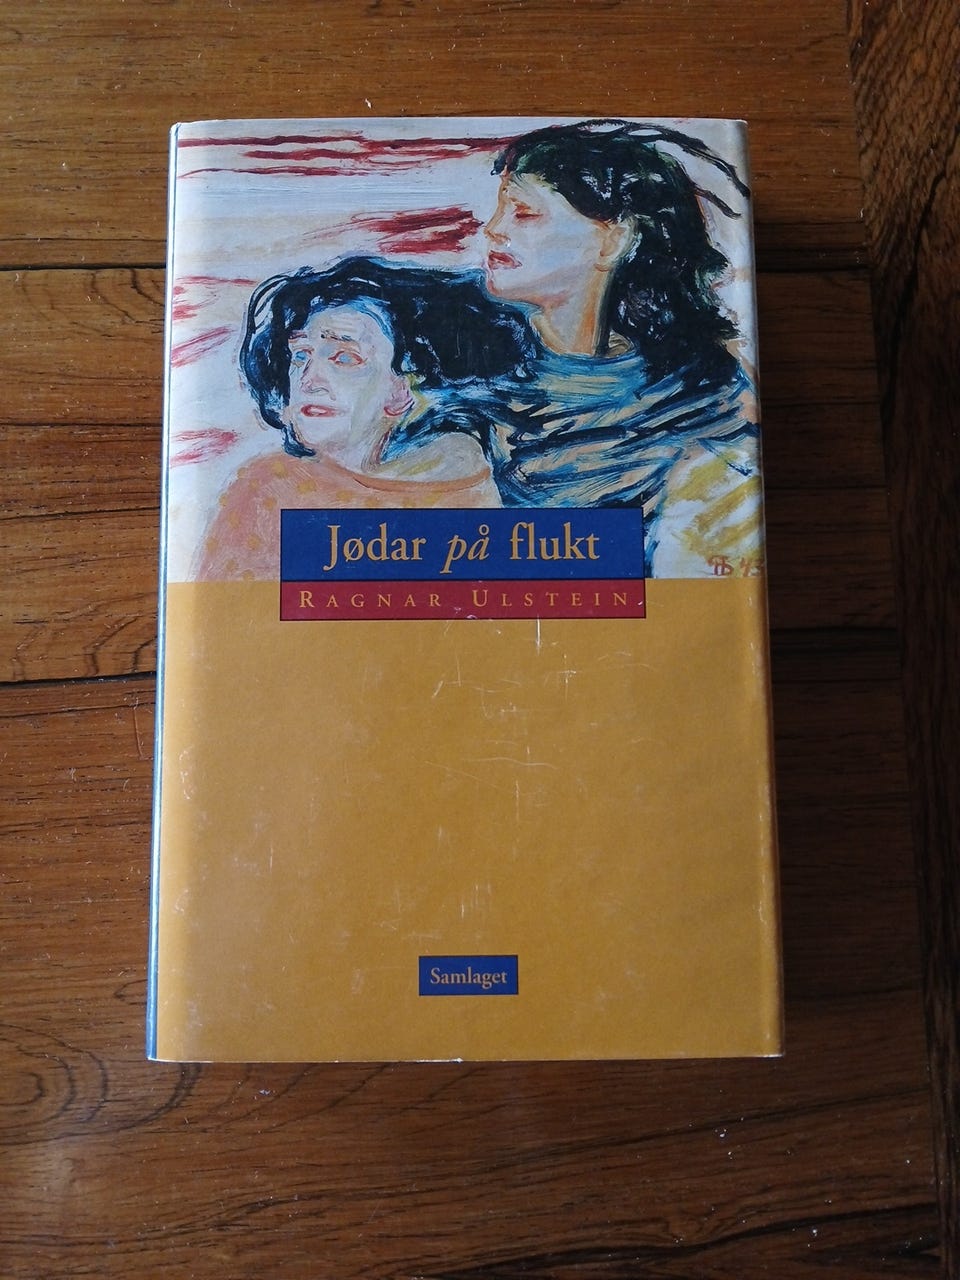 Jødar på flukt
RAGNAR ULSTEIN
Samlaget